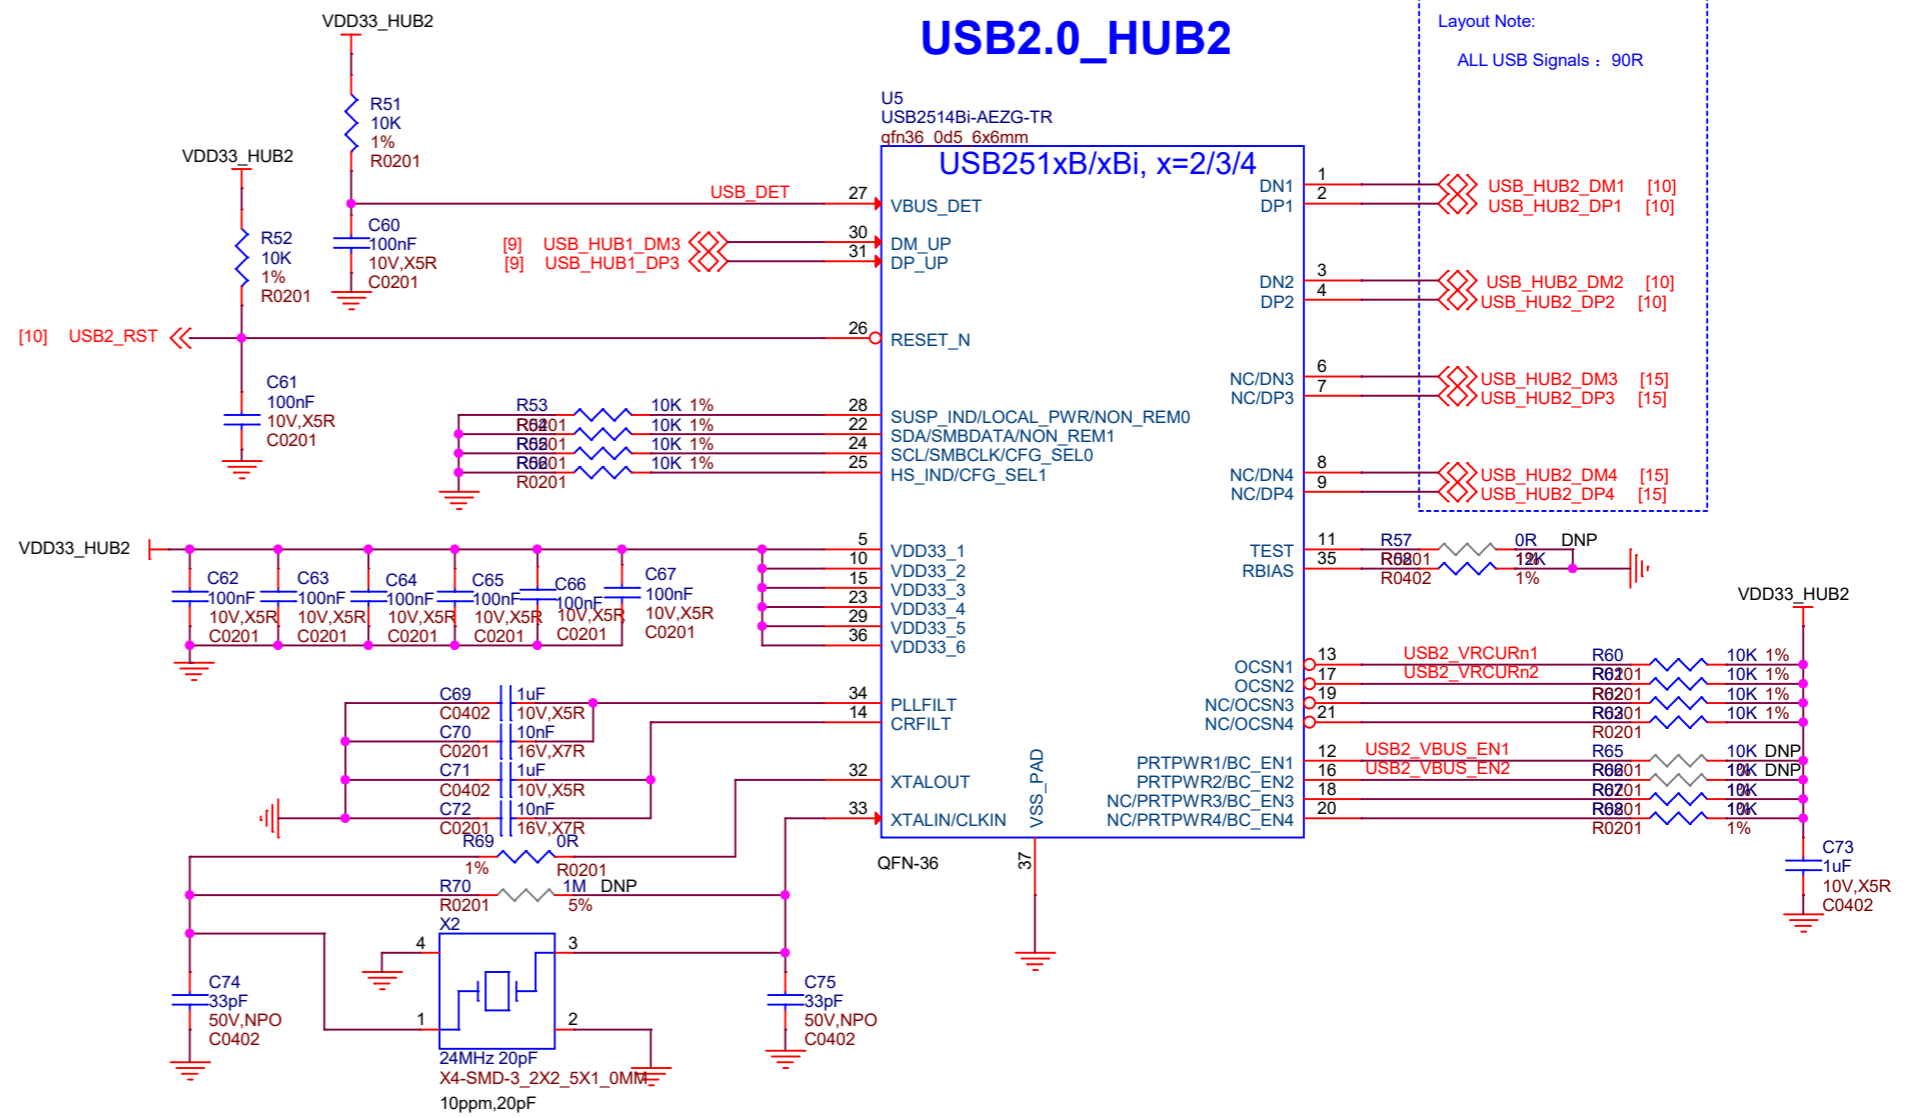 USB2.0_HUB2
Layout Note:
ALL USB Signals : 90R
VDD33_HUB2
R51
10K
1%
R0201
VDD33_HUB2
R52
10K
1%
R0201
C60
100nF
10V,X5R
C0201
USB_DET
[9] USB_HUB1_DM3
[9] USB_HUB1_DP3
[10] USB2_RST
C61
100nF
10V,X5R
C0201
R53 10K 1%
10K 1%
10K 1%
10K 1%
R0201
VDD33_HUB2
C62
100nF
10V,X5R
C0201
C63
100nF
10V,X5R
C0201
C64
100nF
10V,X5R
C0201
C65
100nF
10V,X5R
C0201
C66
100nF
10V,X5R
C0201
C67
100nF
10V,X5R
C0201
C69 1uF
C0402 10V,X5R
C70 10nF
C0201 16V,X7R
C71 1uF
C0402 10V,X5R
C72 10nF
C0201 16V,X7R
R69 0R
1% R0201
R70 1M DNP
R0201 5%
X2
4 3
1 2
24MHz 20pF
X4-SMD-3_2X2_5X1_0MM
10ppm,20pF
C74
33pF
50V,NPO
C0402
C75
33pF
50V,NPO
C0402
U5
USB2514Bi-AEZG-TR
qfn36_0d5_6x6mm
USB251xB/xBi, x=2/3/4
27 VBUS_DET
30 DM_UP
31 DP_UP
26 RESET_N
28 SUSP_IND/LOCAL_PWR/NON_REM0
22 SDA/SMBDATA/NON_REM1
24 SCL/SMBCLK/CFG_SEL0
25 HS_IND/CFG_SEL1
5 VDD33_1
10 VDD33_2
15 VDD33_3
23 VDD33_4
29 VDD33_5
36 VDD33_6
34 PLLFILT
14 CRFILT
32 XTALOUT
33 XTALIN/CLKIN
VSS_PAD
37
QFN-36
DN1 1 USB_HUB2_DM1 [10]
DP1 2 USB_HUB2_DP1 [10]
DN2 3 USB_HUB2_DM2 [10]
DP2 4 USB_HUB2_DP2 [10]
NC/DN3 6 USB_HUB2_DM3 [15]
NC/DP3 7 USB_HUB2_DP3 [15]
NC/DN4 8 USB_HUB2_DM4 [15]
NC/DP4 9 USB_HUB2_DP4 [15]
TEST 11 R57 0R DNP
RBIAS 35 12K
R0402 1%
VDD33_HUB2
OCSN1 13 USB2_VRCURn1 R60 10K 1%
OCSN2 17 USB2_VRCURn2 10K 1%
NC/OCSN3 19 10K 1%
NC/OCSN4 21 10K 1%
R0201
PRTPWR1/BC_EN1 12 USB2_VBUS_EN1 R65 10K DNP
PRTPWR2/BC_EN2 16 USB2_VBUS_EN2 10K DNP
NC/PRTPWR3/BC_EN3 18 10K
NC/PRTPWR4/BC_EN4 20 10K
R0201 1%
C73
1uF
10V,X5R
C0402